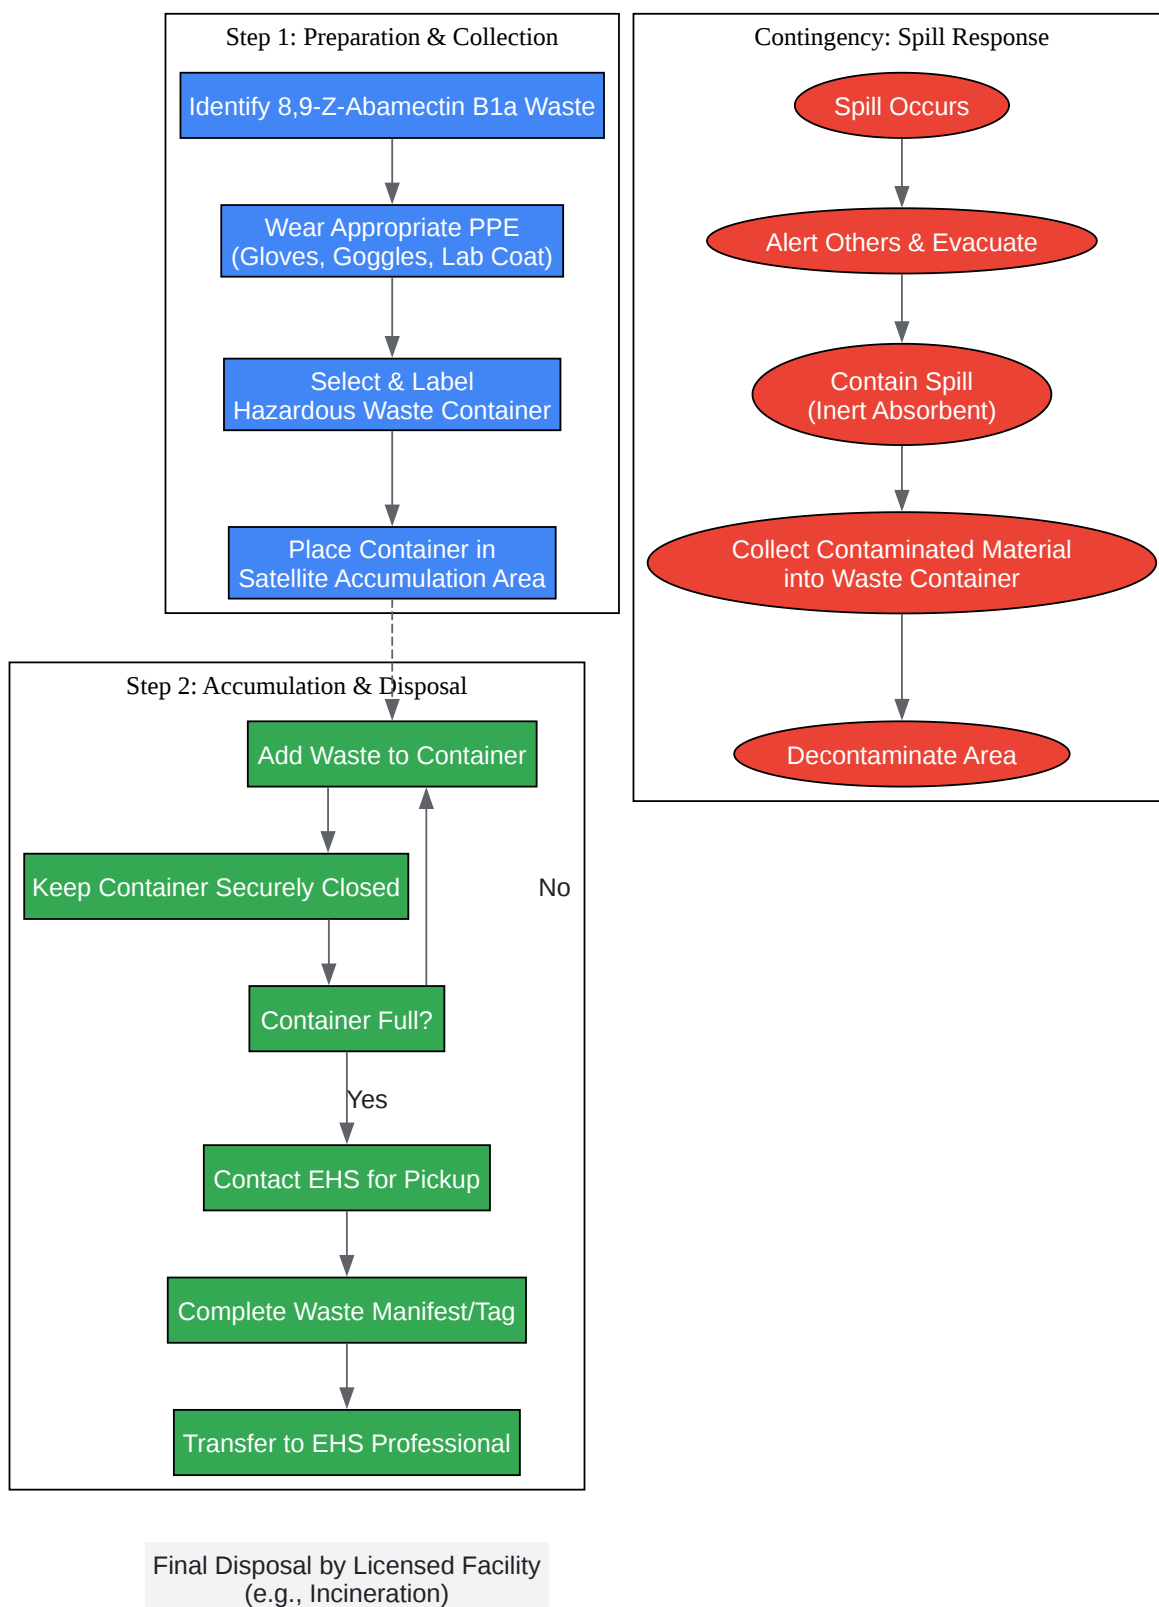 Step 1: Preparation & Collection
Identify 8,9-Z-Abamectin B1a Waste
Wear Appropriate PPE
(Gloves, Goggles, Lab Coat)
Select & Label
Hazardous Waste Container
Place Container in
Satellite Accumulation Area
Step 2: Accumulation & Disposal
Add Waste to Container
Keep Container Securely Closed
No
Container Full?
Yes
Contact EHS for Pickup
Complete Waste Manifest/Tag
Transfer to EHS Professional
Final Disposal by Licensed Facility
(e.g., Incineration)
Contingency: Spill Response
Spill Occurs
Alert Others & Evacuate
Contain Spill
(Inert Absorbent)
Collect Contaminated Material
into Waste Container
Decontaminate Area